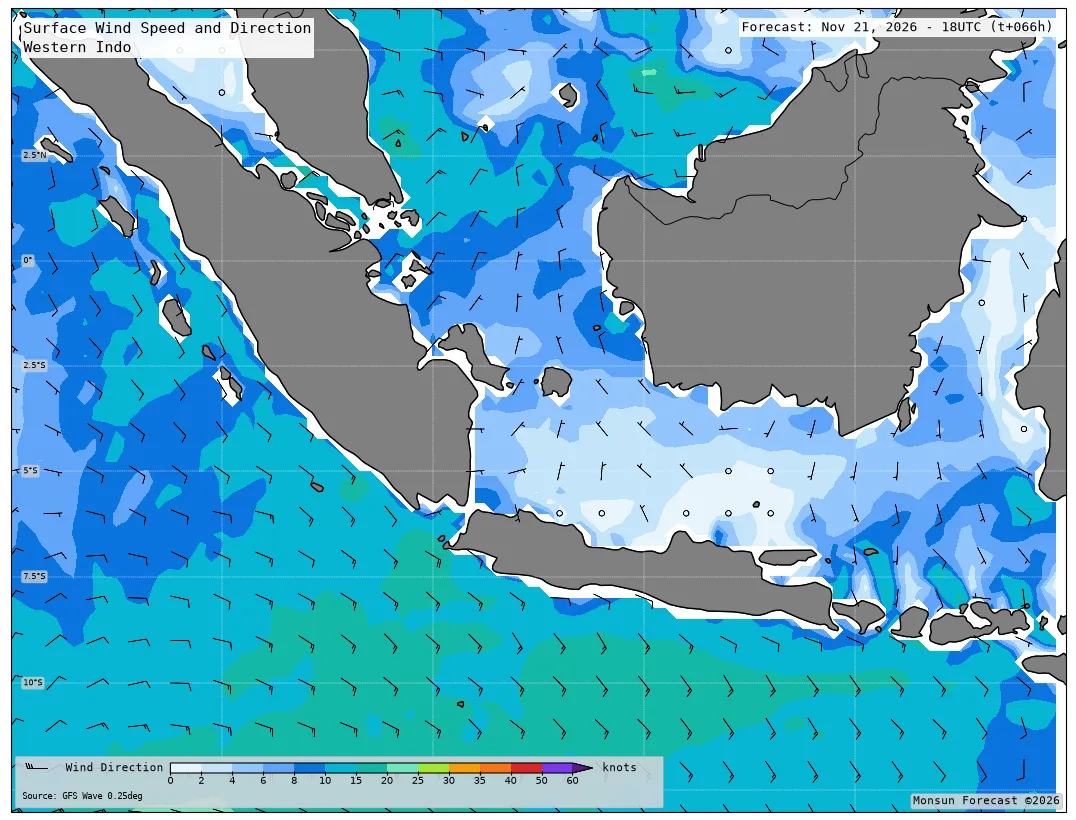 Surface Wind Speed and Direction
Western Indo
Forecast: Nov 21, 2026 - 18UTC (t+066h)
2.5°N
0°
2.5°S
5°S
7.5°S
10°S
Wind Direction
knots
0 2 4 6 8 10 15 20 25 30 35 40 50 60
Source: GFS Wave 0.25deg
Monsun Forecast ©2026